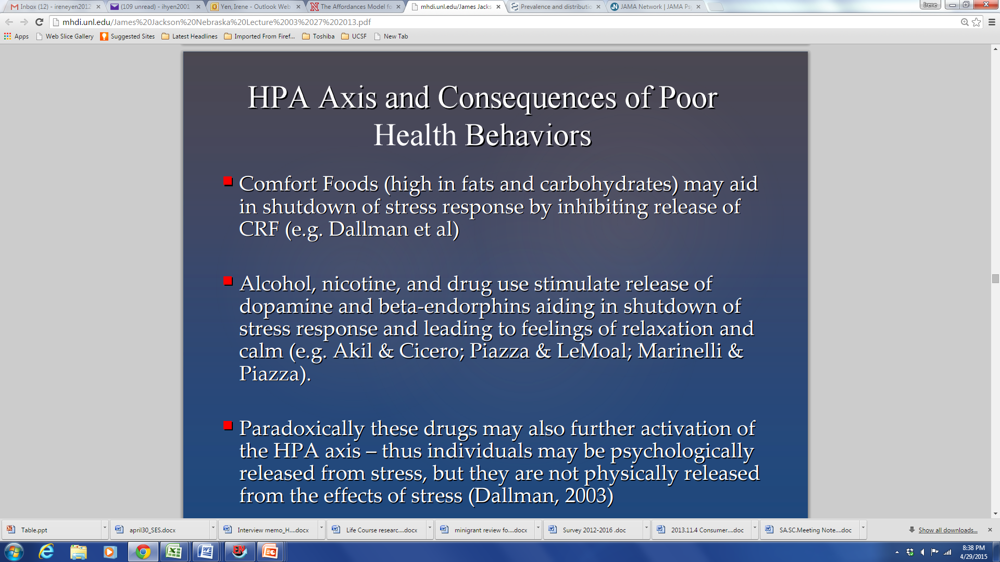 Inbox (12) - ireneyen2012
(109 unread) - ihyen2001
Yen, Irene - Outlook Web
The Affordances Model fo
mhdi.unl.edu/James Jacks
Prevalence and distributio
JAMA Network | JAMA Psy
Irene
mhdi.unl.edu/James%20Jackson%20Nebraska%20Lecture%2003%2027%202013.pdf
Apps
Web Slice Gallery
Suggested Sites
Latest Headlines
Imported From Firef...
Toshiba
UCSF
New Tab
HPA Axis and Consequences of Poor
Health Behaviors
Comfort Foods (high in fats and carbohydrates) may aid
in shutdown of stress response by inhibiting release of
CRF (e.g. Dallman et al)
Alcohol, nicotine, and drug use stimulate release of
dopamine and beta-endorphins aiding in shutdown of
stress response and leading to feelings of relaxation and
calm (e.g. Akil & Cicero; Piazza & LeMoal; Marinelli &
Piazza).
Paradoxically these drugs may also further activation of
the HPA axis – thus individuals may be psychologically
released from stress, but they are not physically released
from the effects of stress (Dallman, 2003)
Table.ppt
april30_SES.docx
Interview memo_H....docx
Life Course researc....docx
minigrant review fo....docx
Survey 2012-2016 .doc
2013.11.4 Consumer....doc
SA.SC.Meeting Note....doc
Show all downloads...
8:38 PM
4/29/2015